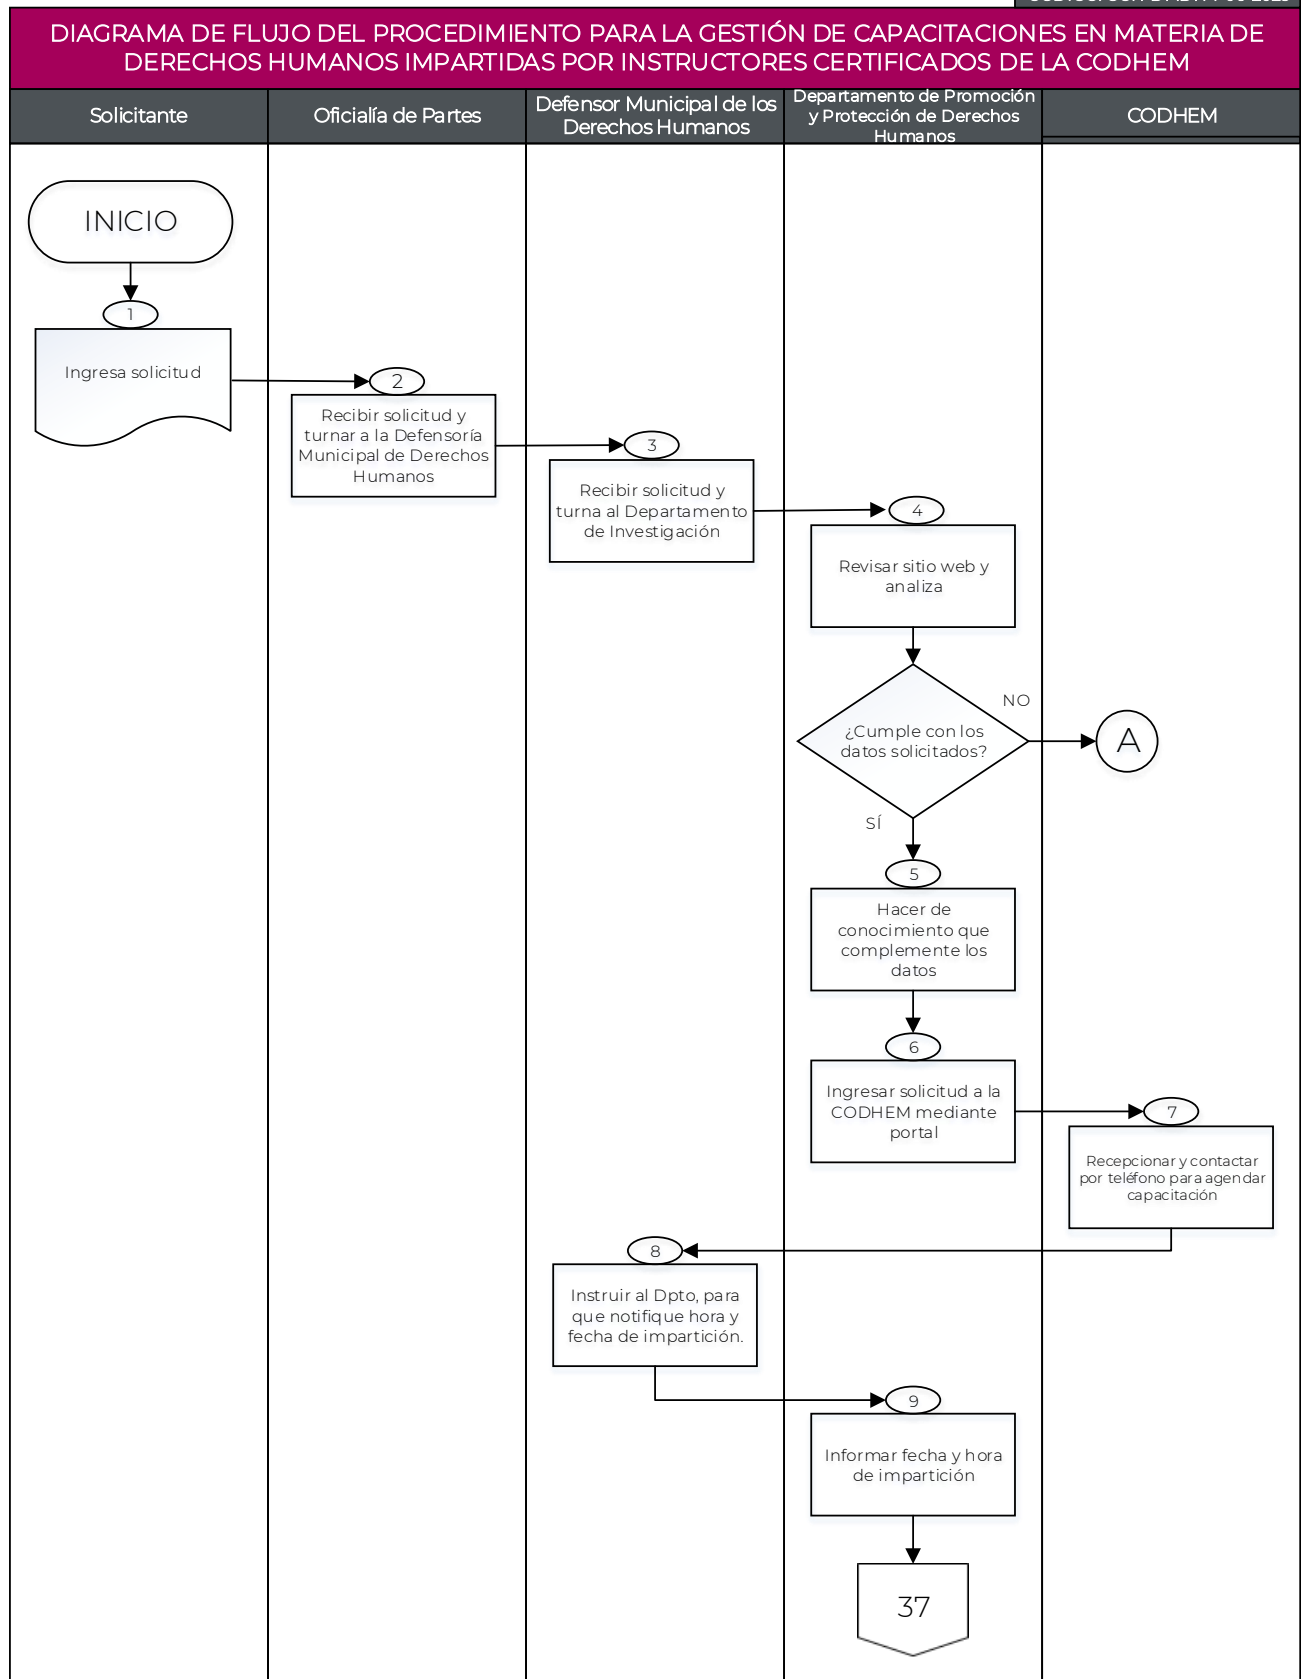 DIAGRAMA DE FLUJO DEL PROCEDIMIENTO PARA LA GESTIÓN DE CAPACITACIONES EN MATERIA DE
DERECHOS HUMANOS IMPARTIDAS POR INSTRUCTORES CERTIFICADOS DE LA CODHEM
Solicitante
Oficialía de Partes
Defensor Municipal de los
Derechos Humanos
Departamento de Promoción
y Protección de Derechos
Humanos
CODHEM
INICIO
1
Ingresa solicitud
2
Recibir solicitud y
turnar a la Defensoría
Municipal de Derechos
Humanos
3
Recibir solicitud y
turna al Departamento
de Investigación
4
Revisar sitio web y
analiza
¿Cumple con los
datos solicitados?
NO
A
SÍ
5
Hacer de
conocimiento que
complemente los
datos
6
Ingresar solicitud a la
CODHEM mediante
portal
7
Recepcionar y contactar
por teléfono para agendar
capacitación
8
Instruir al Dpto, para
que notifique hora y
fecha de impartición.
9
Informar fecha y hora
de impartición
37